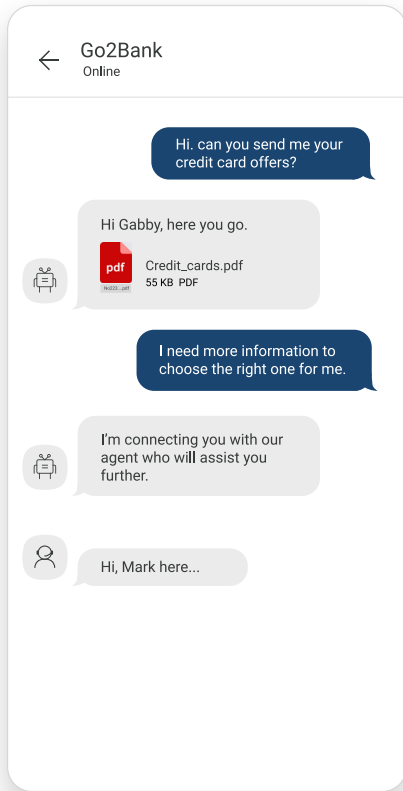 Go2Bank
Online
Hi. can you send me your
credit card offers?
Hi Gabby, here you go.
pdf
Credit_cards.pdf
55 KB PDF
No223...pdf
I need more information to
choose the right one for me.
I'm connecting you with our
agent who will assist you
further.
Hi, Mark here...